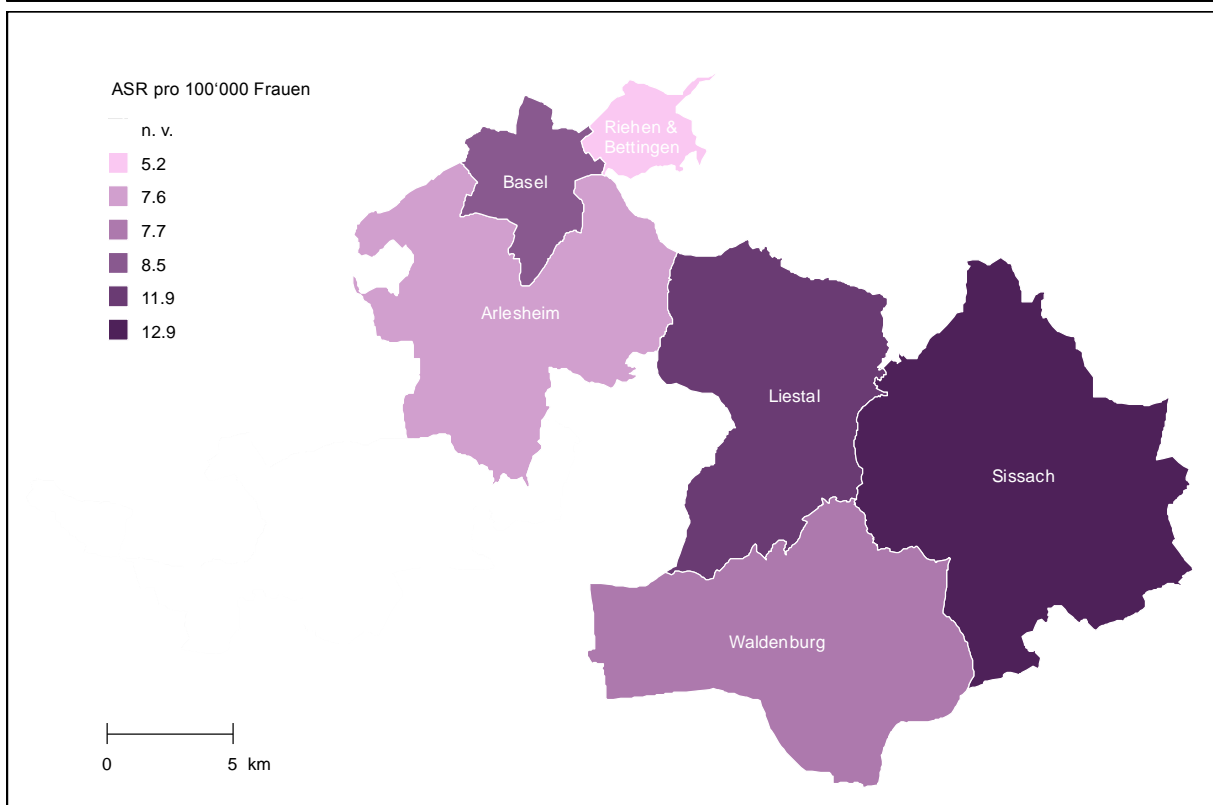 ASR pro 100‘000 Frauen
n. v.
5.2
7.6
7.7
8.5
11.9
12.9
Riehen &
Bettingen
Basel
Arlesheim
Liestal
Sissach
Waldenburg
0 5 km